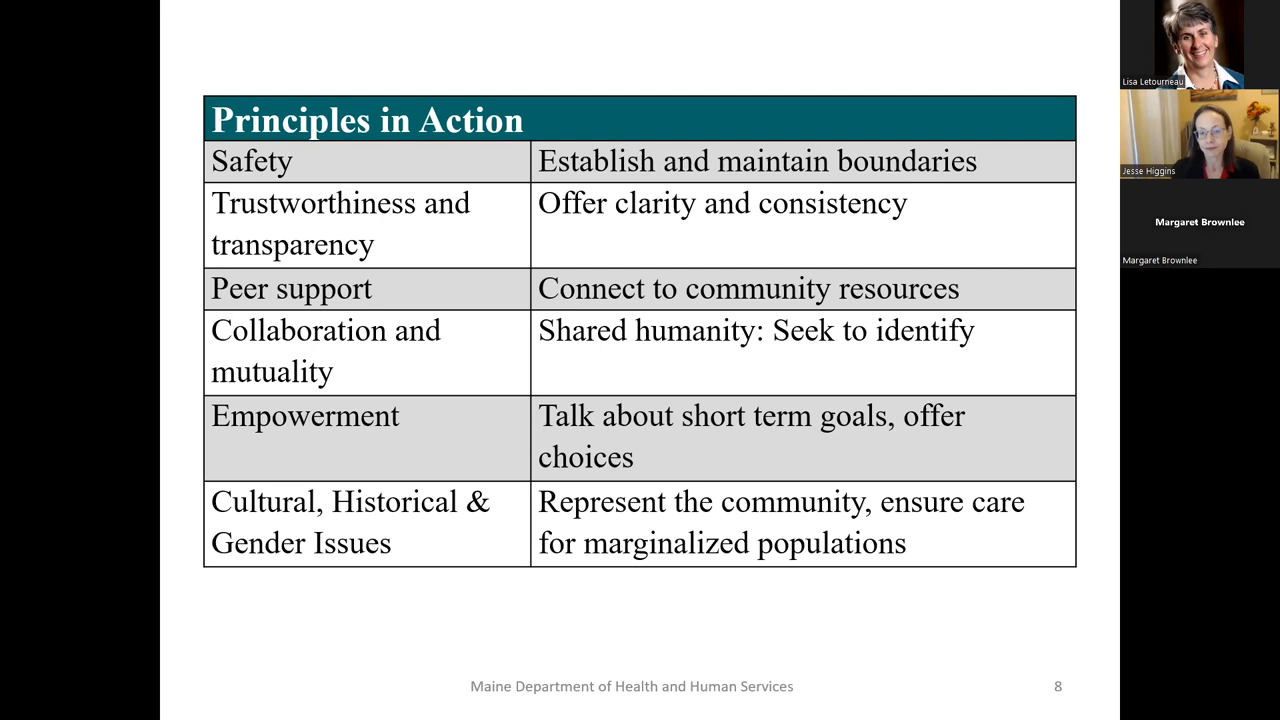 Principles in Action
Safety
Establish and maintain boundaries
Trustworthiness and
transparency
Offer clarity and consistency
Peer support
Connect to community resources
Collaboration and
mutuality
Shared humanity: Seek to identify
Empowerment
Talk about short term goals, offer
choices
Cultural, Historical &
Gender Issues
Represent the community, ensure care
for marginalized populations
Maine Department of Health and Human Services
8
Lisa Letourneau
Jesse Higgins
Margaret Brownlee
Margaret Brownlee